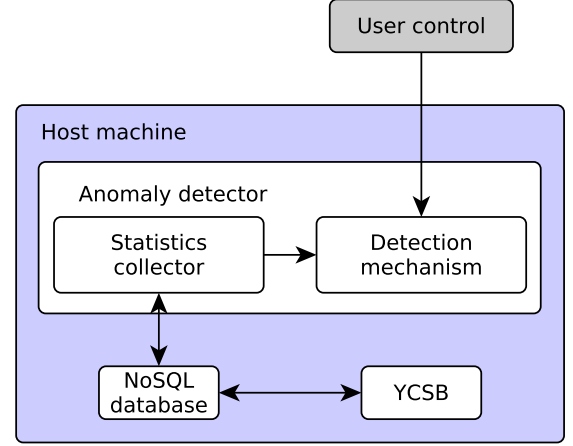 User control
Host machine
Anomaly detector
Statistics
collector
Detection
mechanism
NoSQL
database
YCSB